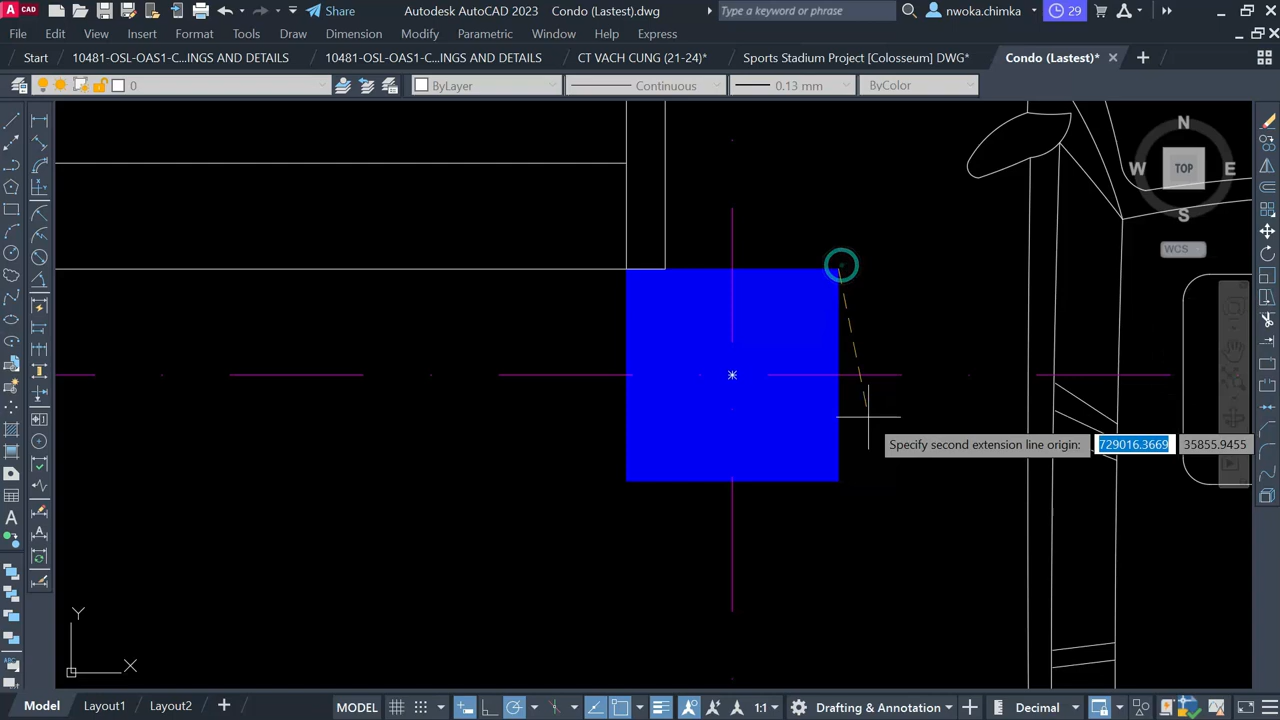 CAD
Share
Autodesk AutoCAD 2023
Condo (Lastest).dwg
Type a keyword or phrase
nwoka.chimka
29
File
Edit
View
Insert
Format
Tools
Draw
Dimension
Modify
Parametric
Window
Help
Express
Start
10481-OSL-OAS1-C...INGS AND DETAILS
10481-OSL-OAS1-C...INGS AND DETAILS
CT VACH CUNG (21-24)*
Sports Stadium Project [Colosseum] DWG*
Condo (Lastest)*
0
ByLayer
Continuous
0.13 mm
ByColor
N
W
TOP
E
S
WCS
Specify second extension line origin:
729016.3669
35855.9455
Y
X
Model
Layout1
Layout2
MODEL
1:1
Drafting & Annotation
Decimal